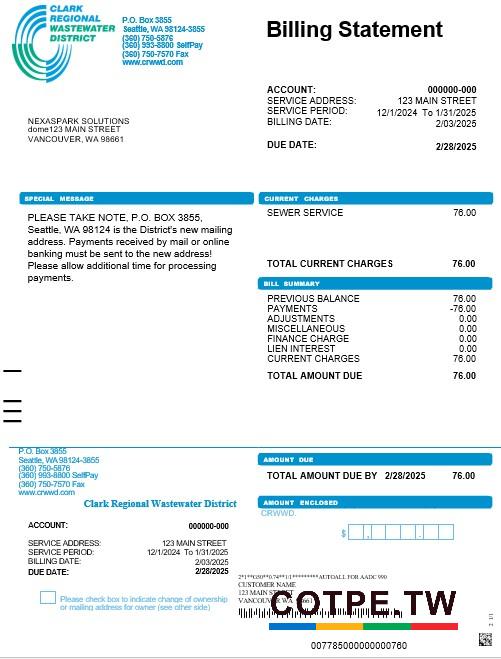 CLARK
REGIONAL
WASTEWATER
DISTRICT
P.O. Box 3855
Seattle, WA 98124-3855
(360) 750-5876
(360) 993-8800 SelfPay
(360) 750-7570 Fax
www.crwwd.com
Billing Statement
ACCOUNT: 000000-000
SERVICE ADDRESS: 123 MAIN STREET
SERVICE PERIOD: 12/1/2024 To 1/31/2025
BILLING DATE: 2/03/2025
DUE DATE: 2/28/2025
NEXASPARK SOLUTIONS
dome123 MAIN STREET
VANCOUVER, WA 98661
SPECIAL MESSAGE
PLEASE TAKE NOTE, P.O. BOX 3855,
Seattle, WA 98124 is the District's new mailing
address. Payments received by mail or online
banking must be sent to the new address!
Please allow additional time for processing
payments.
CURRENT CHARGES
SEWER SERVICE 76.00
TOTAL CURRENT CHARGES 76.00
BILL SUMMARY
PREVIOUS BALANCE 76.00
PAYMENTS -76.00
ADJUSTMENTS 0.00
MISCELLANEOUS 0.00
FINANCE CHARGE 0.00
LIEN INTEREST 0.00
CURRENT CHARGES 76.00
TOTAL AMOUNT DUE 76.00
P.O. Box 3855
Seattle, WA 98124-3855
(360) 750-5876
(360) 993-8800 SelfPay
(360) 750-7570 Fax
www.crwwd.com
Clark Regional Wastewater District
ACCOUNT: 000000-000
SERVICE ADDRESS: 123 MAIN STREET
SERVICE PERIOD: 12/1/2024 To 1/31/2025
BILLING DATE: 2/03/2025
DUE DATE: 2/28/2025
Please check box to indicate change of ownership
or mailing address for owner (see other side)
AMOUNT DUE
TOTAL AMOUNT DUE BY 2/28/2025 76.00
AMOUNT ENCLOSED
CRWWD.
$ , .
CUSTOMER NAME
123 MAIN STREET
VANCOUVER, WA
COTPE.TW
007785000000000760
2 1/1